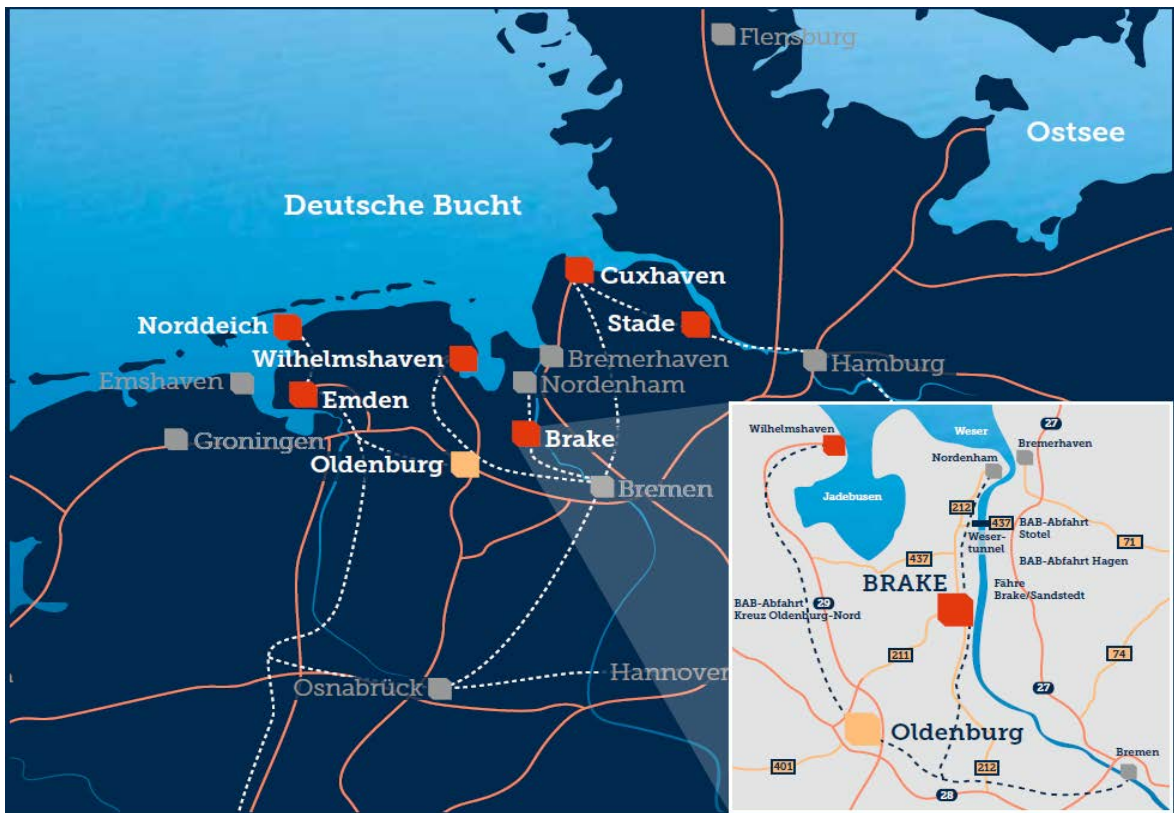 Flensburg
Ostsee
Deutsche Bucht
Cuxhaven
Norddeich
Stade
Wilhelmshaven
Bremerhaven
Hamburg
Emshaven
Nordenham
Emden
Groningen
Brake
Oldenburg
Bremen
Osnabrück
Hannover
Wilhelmshaven
Weser
27
Bremerhaven
Nordenham
Jadebusen
212
437
BAB-Abfahrt
Stotel
Weser-
tunnel
71
437
BAB-Abfahrt Hagen
BRAKE
Fähre
Brake/Sandstedt
BAB-Abfahrt
Kreuz Oldenburg-Nord
29
211
74
27
Oldenburg
Bremen
401
212
28